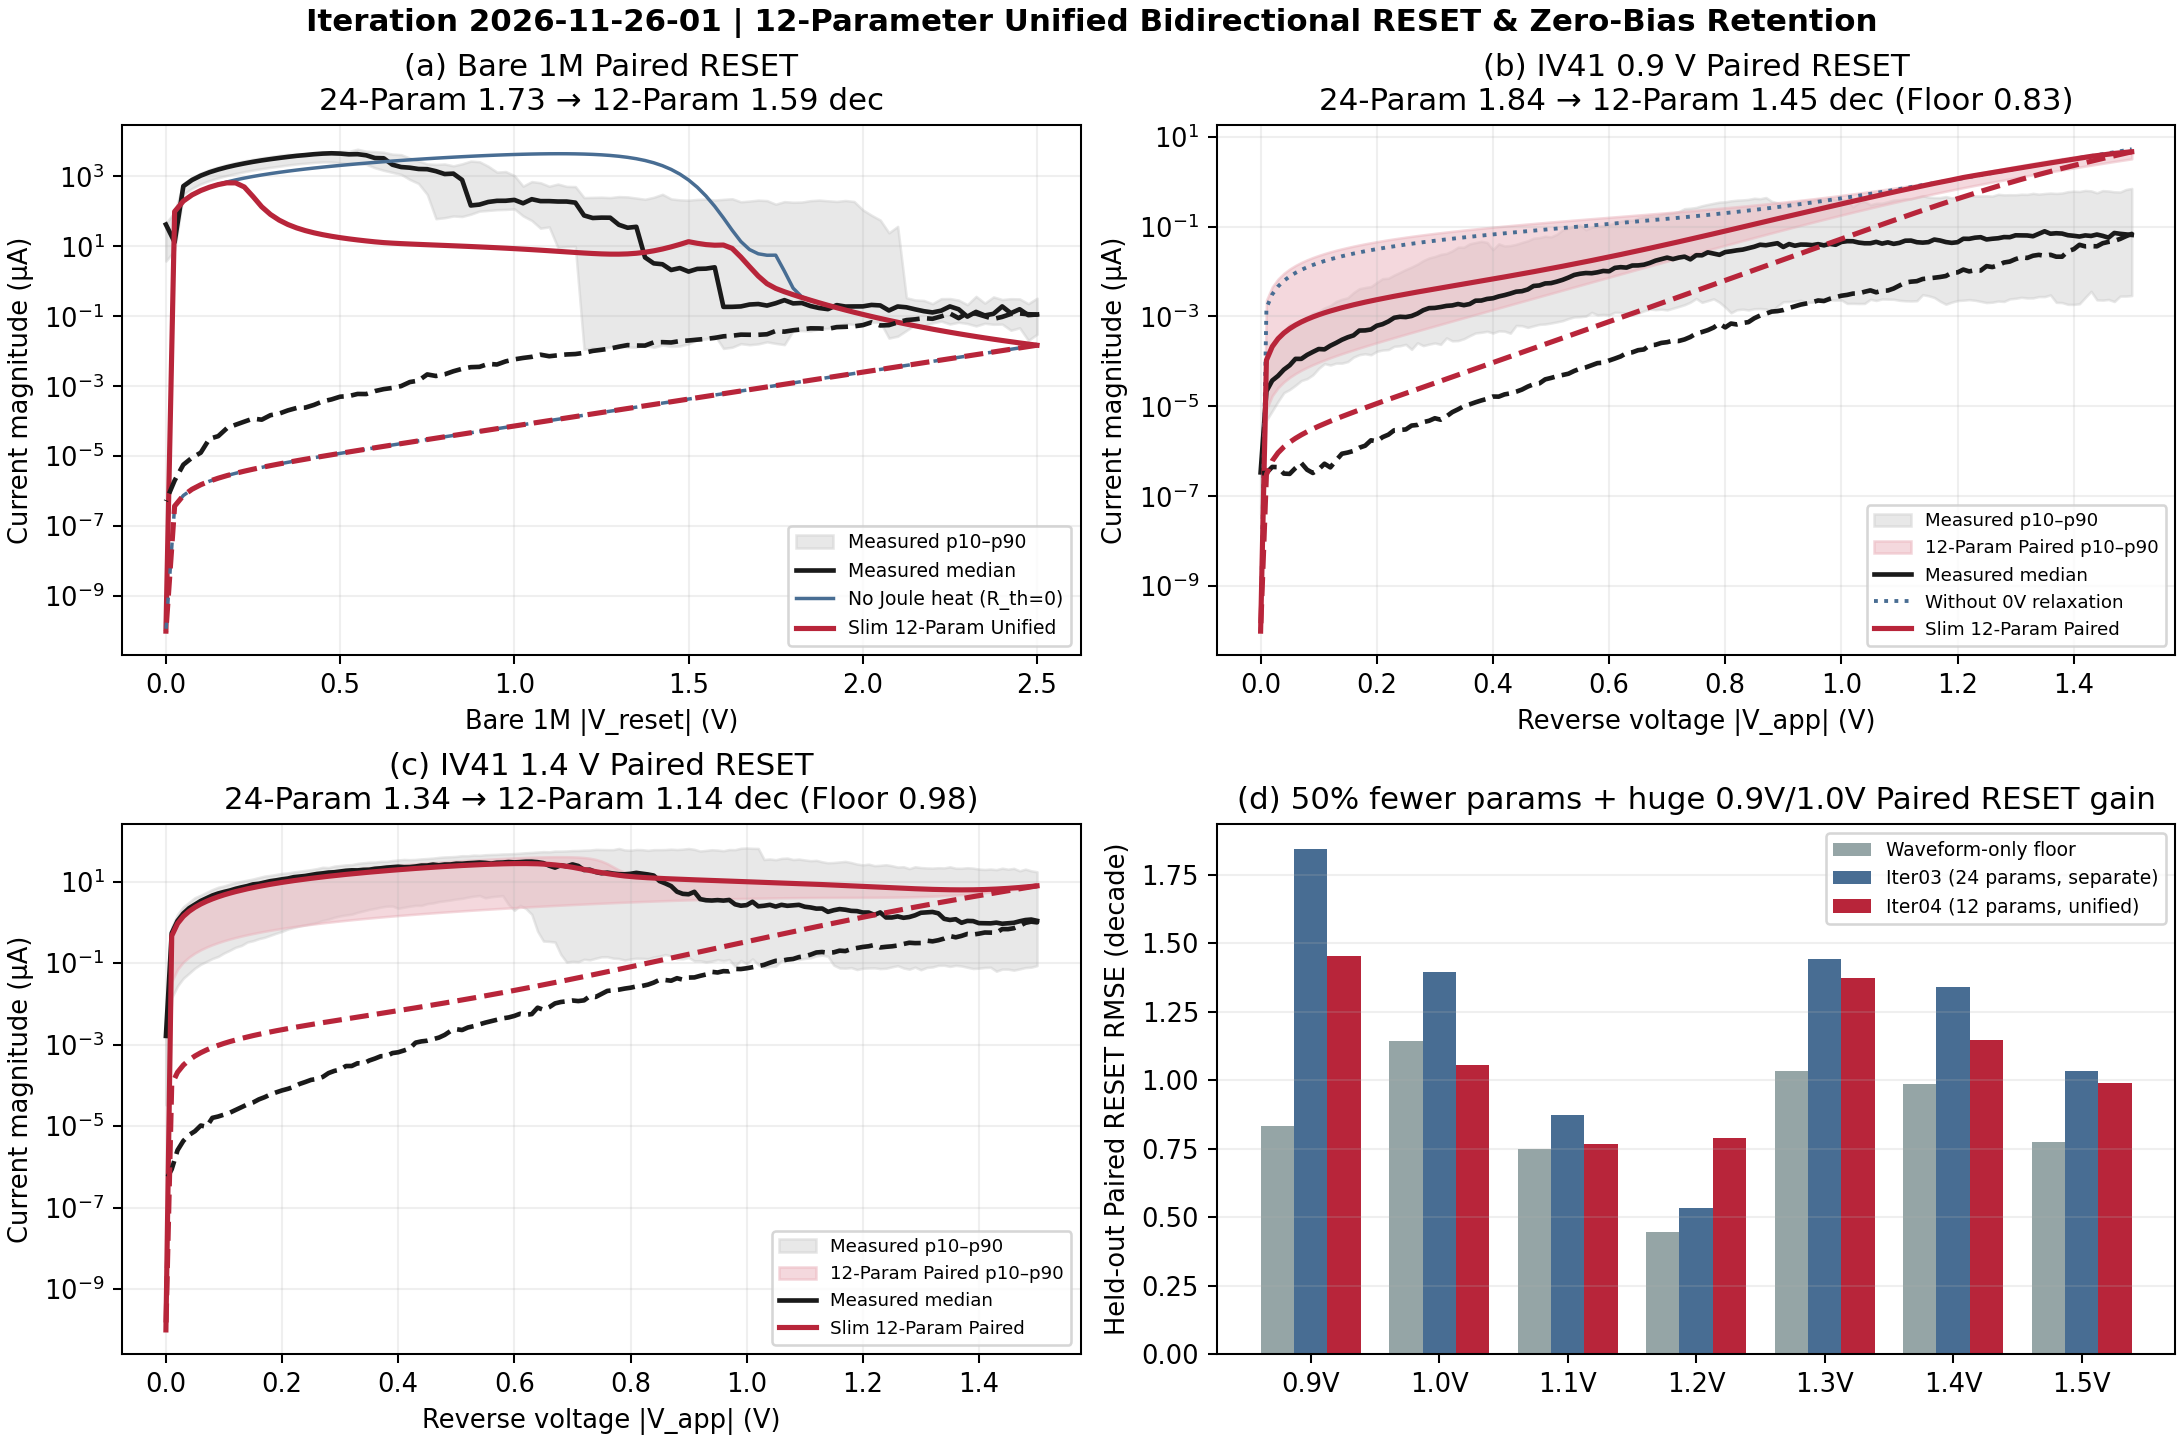 Iteration 2026-11-26-01 | 12-Parameter Unified Bidirectional RESET & Zero-Bias Retention
(a) Bare 1M Paired RESET
24-Param 1.73 → 12-Param 1.59 dec
Current magnitude (μA)
10³
10¹
10⁻¹
10⁻³
10⁻⁵
10⁻⁷
10⁻⁹
Measured p10–p90
Measured median
No Joule heat (R_th=0)
Slim 12-Param Unified
0.0 0.5 1.0 1.5 2.0 2.5
Bare 1M |V_reset| (V)
(b) IV41 0.9 V Paired RESET
24-Param 1.84 → 12-Param 1.45 dec (Floor 0.83)
Current magnitude (μA)
10¹
10⁻¹
10⁻³
10⁻⁵
10⁻⁷
10⁻⁹
Measured p10–p90
12-Param Paired p10–p90
Measured median
Without 0V relaxation
Slim 12-Param Paired
0.0 0.2 0.4 0.6 0.8 1.0 1.2 1.4
Reverse voltage |V_app| (V)
(c) IV41 1.4 V Paired RESET
24-Param 1.34 → 12-Param 1.14 dec (Floor 0.98)
Current magnitude (μA)
10¹
10⁻¹
10⁻³
10⁻⁵
10⁻⁷
10⁻⁹
Measured p10–p90
12-Param Paired p10–p90
Measured median
Slim 12-Param Paired
0.0 0.2 0.4 0.6 0.8 1.0 1.2 1.4
Reverse voltage |V_app| (V)
(d) 50% fewer params + huge 0.9V/1.0V Paired RESET gain
Held-out Paired RESET RMSE (decade)
1.75
1.50
1.25
1.00
0.75
0.50
0.25
0.00
Waveform-only floor
Iter03 (24 params, separate)
Iter04 (12 params, unified)
0.9V 1.0V 1.1V 1.2V 1.3V 1.4V 1.5V